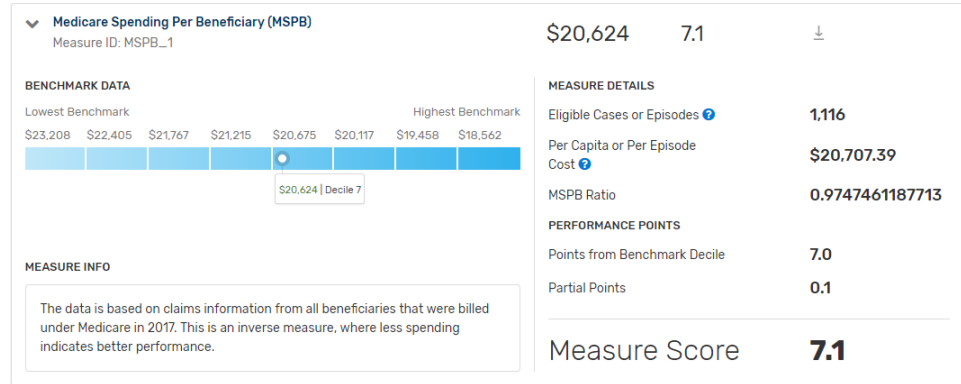 Medicare Spending Per Beneficiary (MSPB)
Measure ID: MSPB_1
$20,624 7.1
BENCHMARK DATA
Lowest Benchmark Highest Benchmark
$23,208 $22,405 $21,767 $21,215 $20,675 $20,117 $19,458 $18,562
$20,624 | Decile 7
MEASURE INFO
The data is based on claims information from all beneficiaries that were billed
under Medicare in 2017. This is an inverse measure, where less spending
indicates better performance.
MEASURE DETAILS
Eligible Cases or Episodes ? 1,116
Per Capita or Per Episode
Cost ? $20,707.39
MSPB Ratio 0.9747461187713
PERFORMANCE POINTS
Points from Benchmark Decile 7.0
Partial Points 0.1
Measure Score 7.1